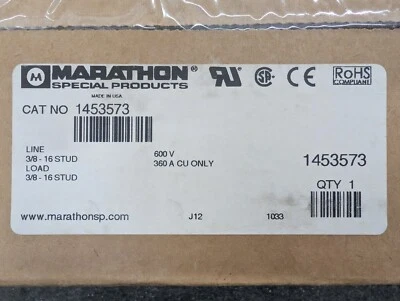 MARATHON®
SPECIAL PRODUCTS
MADE IN USA
CAT NO 1453573
LINE
3/8 - 16 STUD
LOAD
3/8 - 16 STUD
600 V
360 A CU ONLY
1453573
QTY 1
www.marathonsp.com
J12
1033
RoHS
COMPLIANT